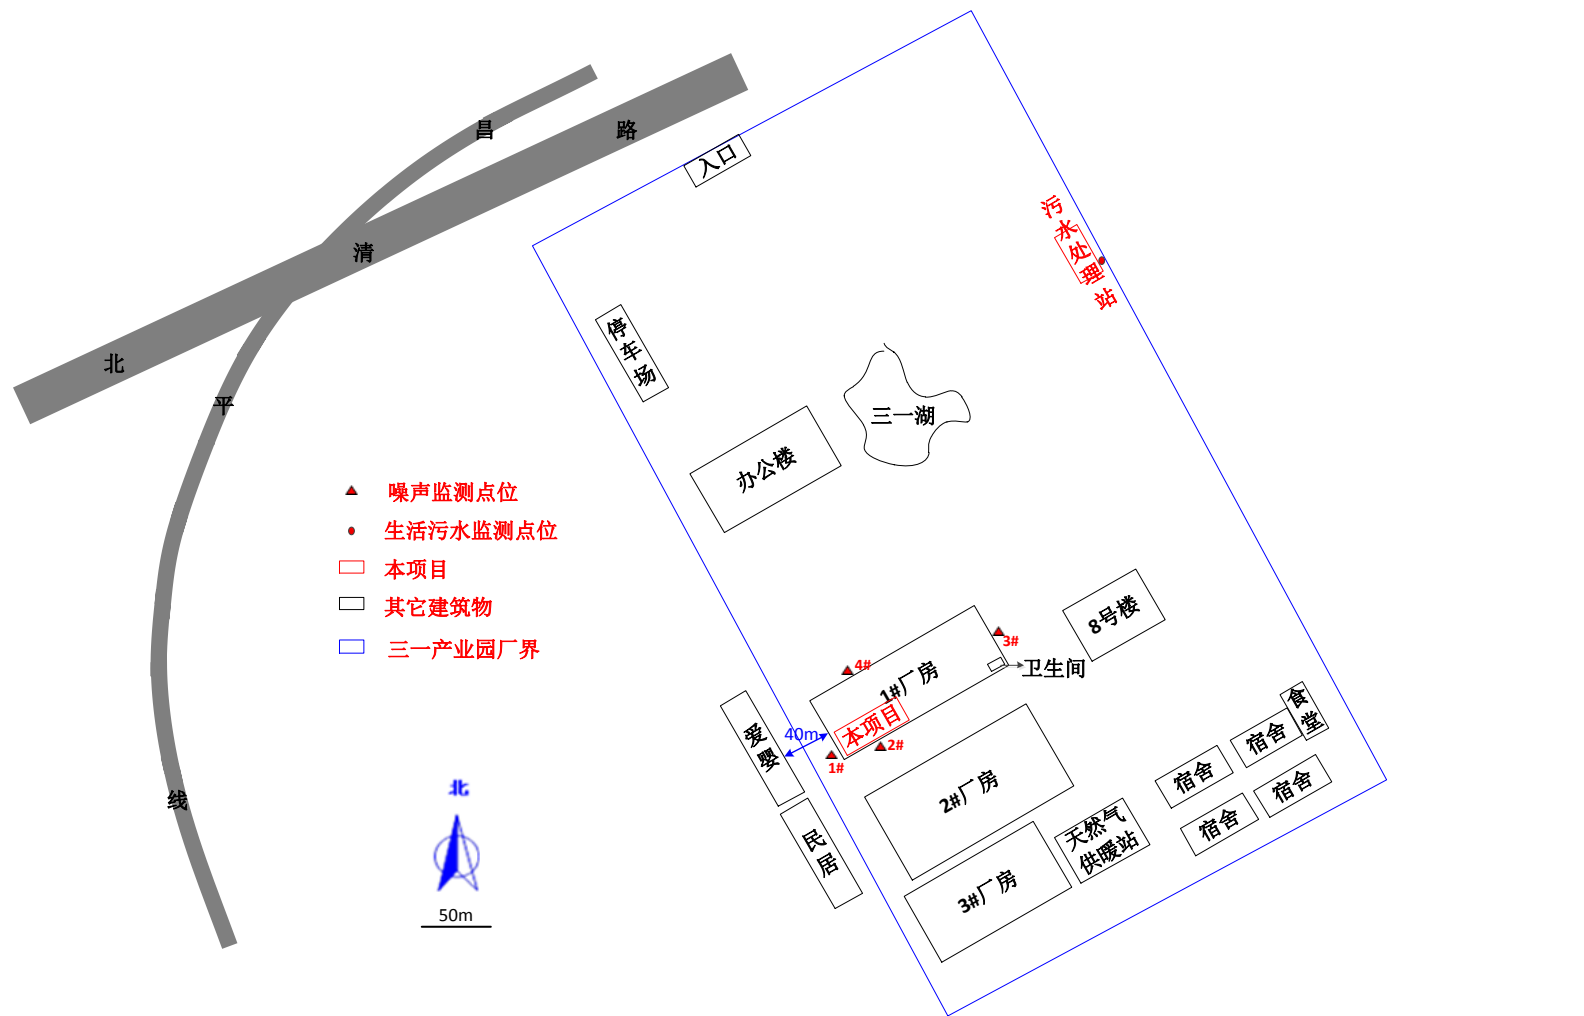 昌
路
清
北
平
线
入口
污水处理站
停车场
三一湖
办公楼
噪声监测点位
生活污水监测点位
本项目
其它建筑物
三一产业园厂界
8号楼
3#
4#
1#厂房
卫生间
本项目
2#
1#
40m
爱婴
民居
2#厂房
3#厂房
天然气
供暖站
食堂
宿舍
宿舍
宿舍
宿舍
北
50m